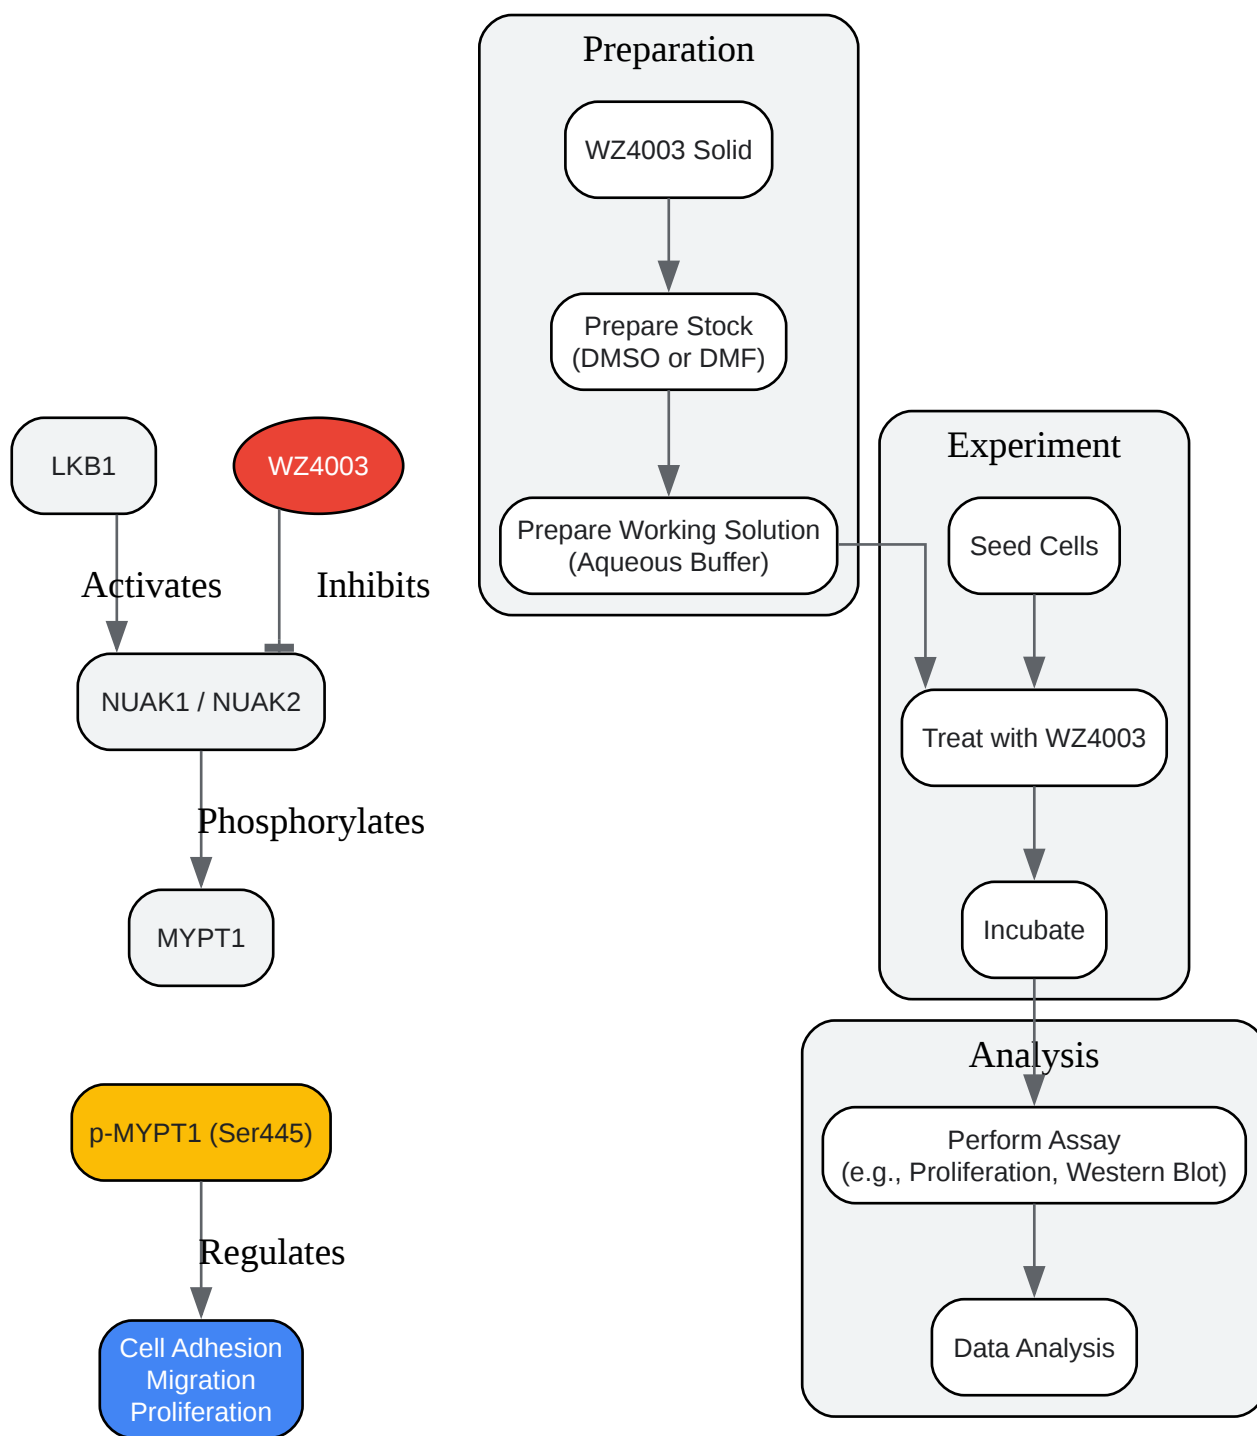 LKB1
WZ4003
Activates
Inhibits
NUAK1 / NUAK2
Phosphorylates
MYPT1
p-MYPT1 (Ser445)
Regulates
Cell Adhesion
Migration
Proliferation
Preparation
WZ4003 Solid
Prepare Stock
(DMSO or DMF)
Prepare Working Solution
(Aqueous Buffer)
Experiment
Seed Cells
Treat with WZ4003
Incubate
Analysis
Perform Assay
(e.g., Proliferation, Western Blot)
Data Analysis